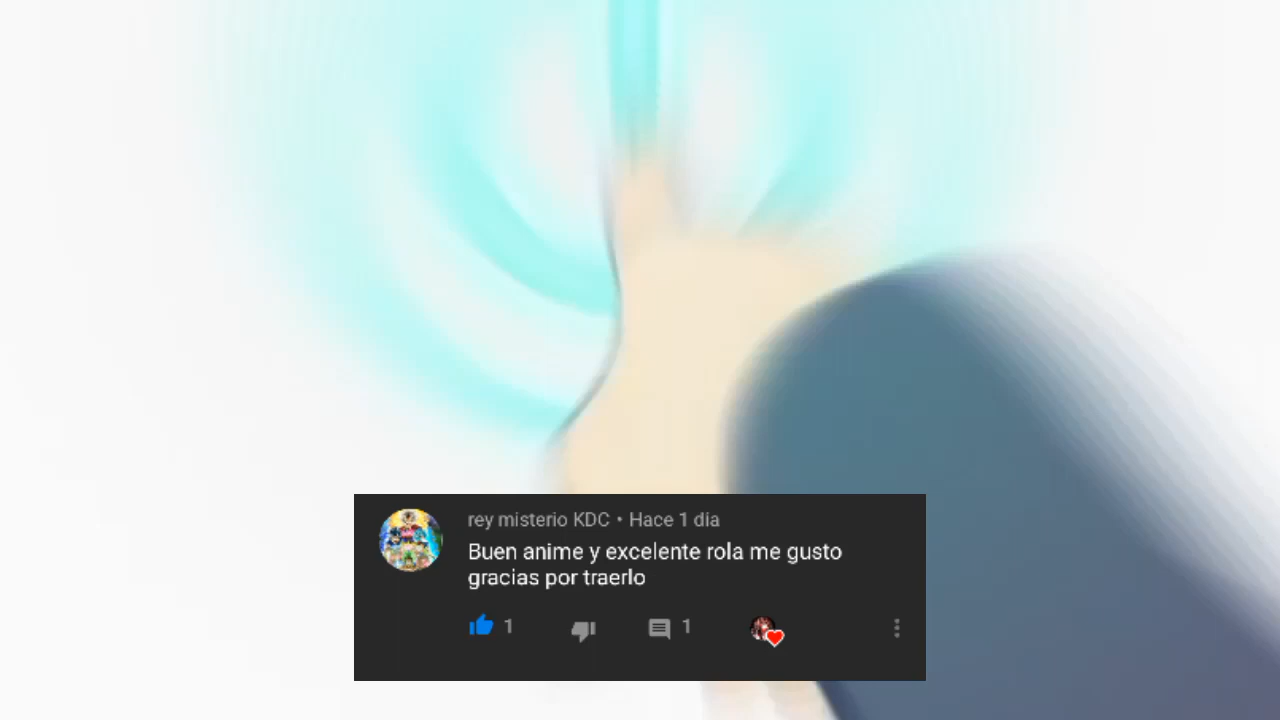 rey misterio KDC • Hace 1 día
Buen anime y excelente rola me gusto
gracias por traerlo
1
1